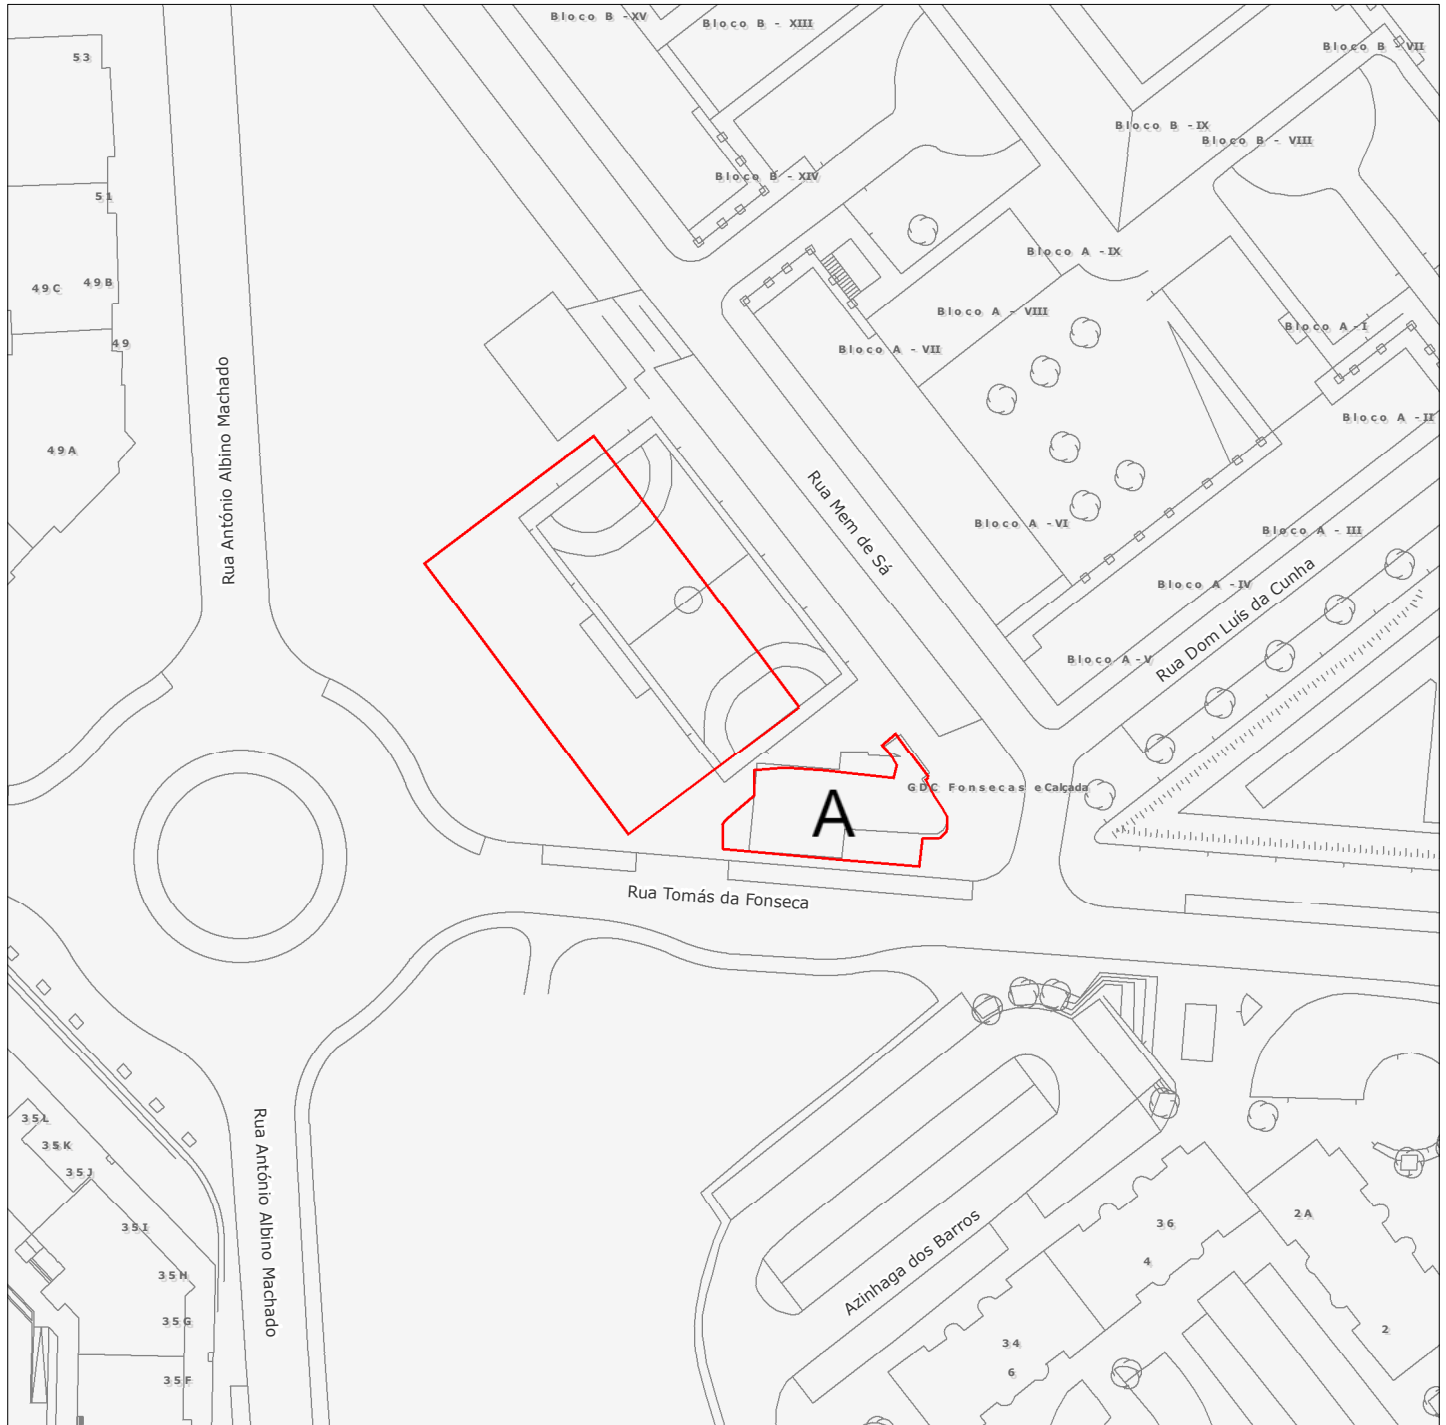 Bloco B - XV
Bloco B - XIII
Bloco B - VII
53
Bloco B - IX
Bloco B - VIII
Bloco B - XIV
51
Bloco A - IX
49B
49C
Bloco A - VIII
Bloco A - I
49
Bloco A - VII
Bloco A - II
49A
Rua António Albino Machado
Rua Mem de Sá
Bloco A - VI
Bloco A - III
Bloco A - IV
Rua Dom Luís da Cunha
Bloco A - V
GDC Fonsecas e Calçada
A
Rua Tomás da Fonseca
35L
35K
35J
Rua António Albino Machado
35I
36
2A
4
Azinhaga dos Barros
35H
35G
2
34
6
35F